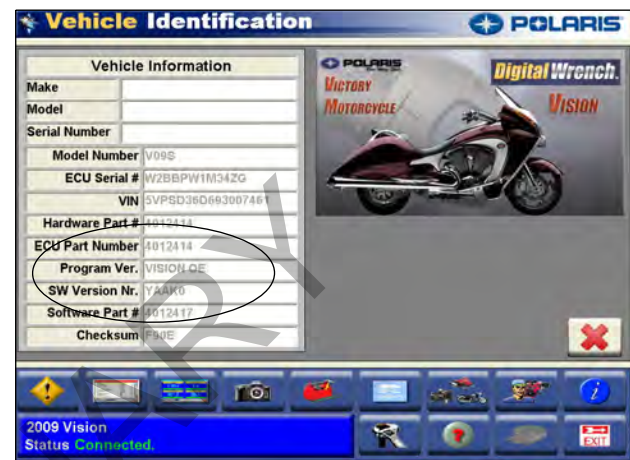 Vehicle Identification
POLARIS
Vehicle Information
Make
Model
Serial Number
Model Number V09S
ECU Serial # W2BBPW1M34ZG
VIN 5VPSD36D693007461
Hardware Part # 4012414
ECU Part Number 4012414
Program Ver. VISION OE
SW Version Nr. YAAK0
Software Part # 4012417
Checksum F90E
POLARIS
Digital Wrench.
VICTORY
MOTORCYCLE
VISION
2009 Vision
Status Connected.
EXIT
ARY